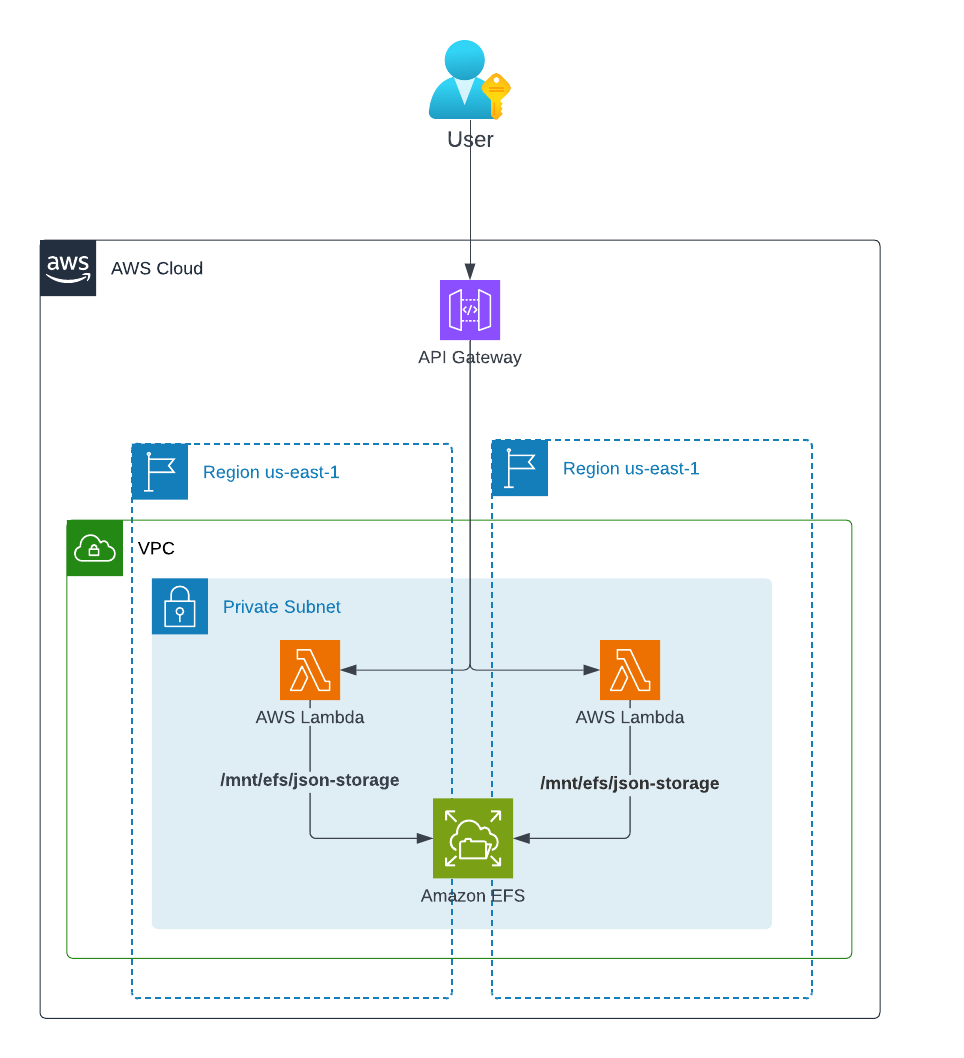 User
aws
AWS Cloud
</>
API Gateway
Region us-east-1
Region us-east-1
VPC
Private Subnet
AWS Lambda
AWS Lambda
/mnt/efs/json-storage
/mnt/efs/json-storage
Amazon EFS